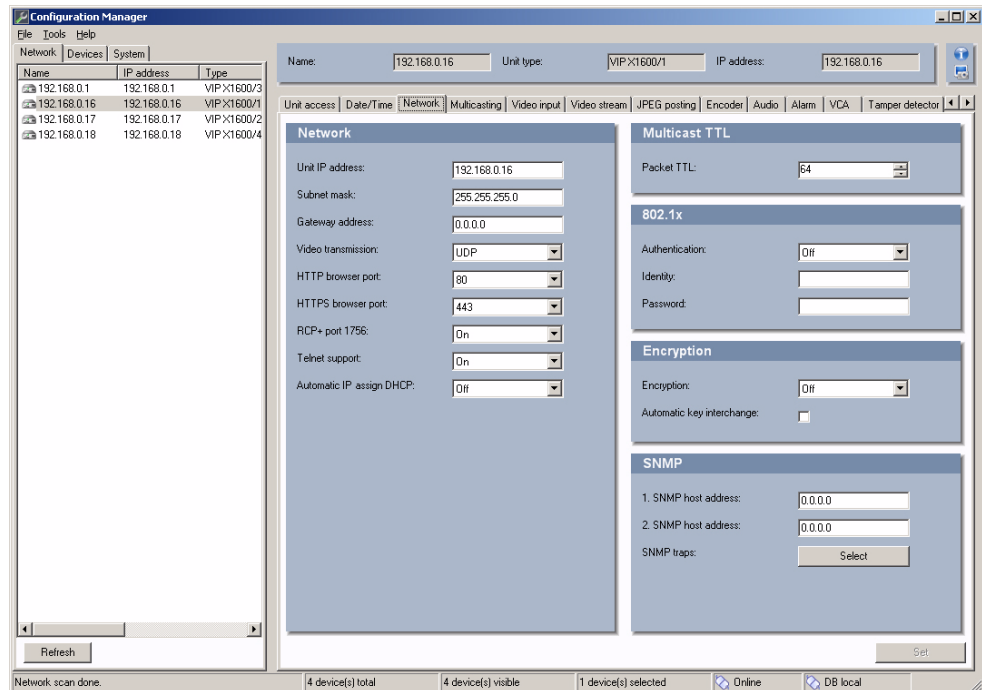 Configuration Manager
File Tools Help
Network Devices System
Name IP address Type
192.168.0.1 192.168.0.1 VIP X1600/3
192.168.0.16 192.168.0.16 VIP X1600/1
192.168.0.17 192.168.0.17 VIP X1600/2
192.168.0.18 192.168.0.18 VIP X1600/4
Refresh
Name: 192.168.0.16 Unit type: VIP X1600/1 IP address: 192.168.0.16
Unit access Date/Time Network Multicasting Video input Video stream JPEG posting Encoder Audio Alarm VCA Tamper detector
Network
Unit IP address: 192.168.0.16
Subnet mask: 255.255.255.0
Gateway address: 0.0.0.0
Video transmission: UDP
HTTP browser port: 80
HTTPS browser port: 443
RCP+ port 1756: On
Telnet support: On
Automatic IP assign DHCP: Off
Multicast TTL
Packet TTL: 64
802.1x
Authentication: Off
Identity:
Password:
Encryption
Encryption: Off
Automatic key interchange:
SNMP
1. SNMP host address: 0.0.0.0
2. SNMP host address: 0.0.0.0
SNMP traps: Select
Set
Network scan done. 4 device(s) total 4 device(s) visible 1 device(s) selected Online DB local